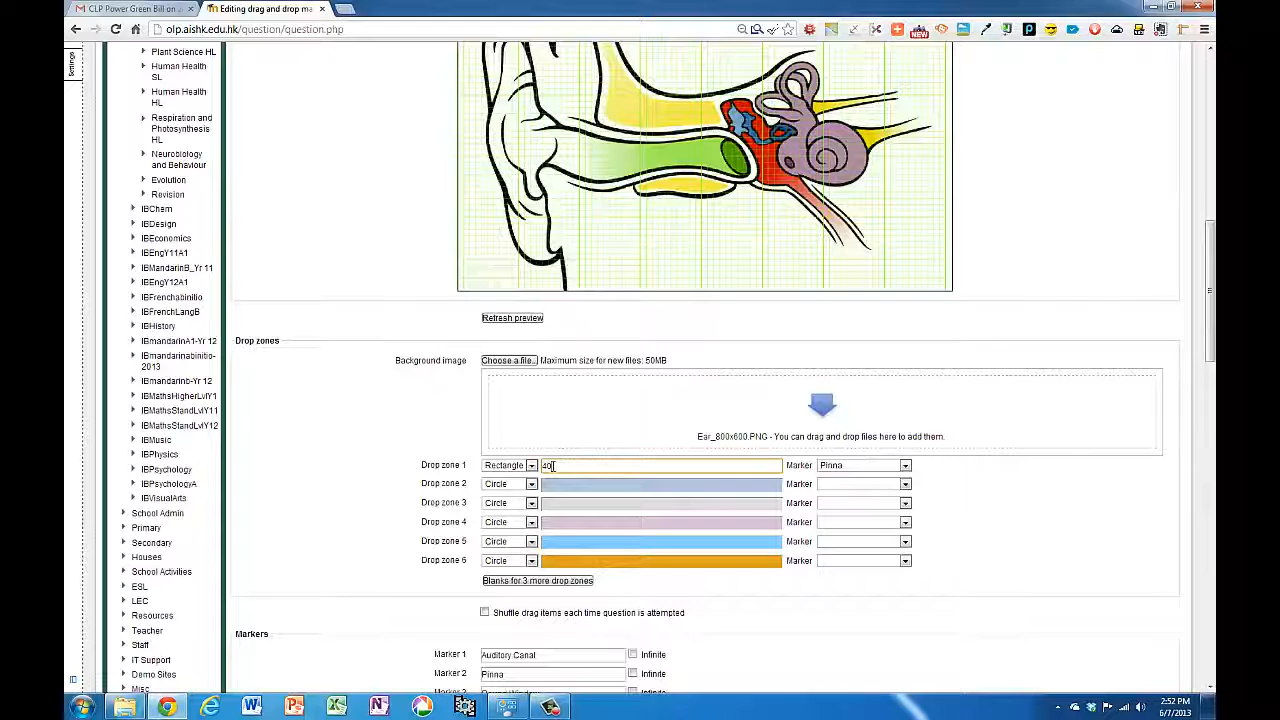 CLP Power Green Bill on
Editing drag and drop ma
olp.aishk.edu.hk/question/question.php
Settings
Plant Science HL
Human Health
SL
Human Health
HL
Respiration and
Photosynthesis
HL
Neurobiology
and Behaviour
Evolution
Revision
IBChem
IBDesign
IBEconomics
IBEngY11A1
IBMandarinB_Yr 11
IBEngY12A1
IBFrenchabinitio
IBFrenchLangB
IBHistory
IBmandarinA1-Yr 12
IBmandarinabinitio-
2013
IBmandarinb-Yr 12
IBMathsHigherLvlY1
IBMathsStandLvlY11
IBMathsStandLvlY12
IBMusic
IBPhysics
IBPsychology
IBPsychologyA
IBVisualArts
School Admin
Primary
Secondary
Houses
School Activities
ESL
LEC
Resources
Teacher
Staff
IT Support
Demo Sites
Misc
Refresh preview
Drop zones
Background image Choose a file... Maximum size for new files: 50MB
Ear_800x600.PNG - You can drag and drop files here to add them.
Drop zone 1 Rectangle 40 Marker Pinna
Drop zone 2 Circle Marker
Drop zone 3 Circle Marker
Drop zone 4 Circle Marker
Drop zone 5 Circle Marker
Drop zone 6 Circle Marker
Blanks for 3 more drop zones
Shuffle drag items each time question is attempted
Markers
Marker 1 Auditory Canal Infinite
Marker 2 Pinna Infinite
2:52 PM
6/7/2013